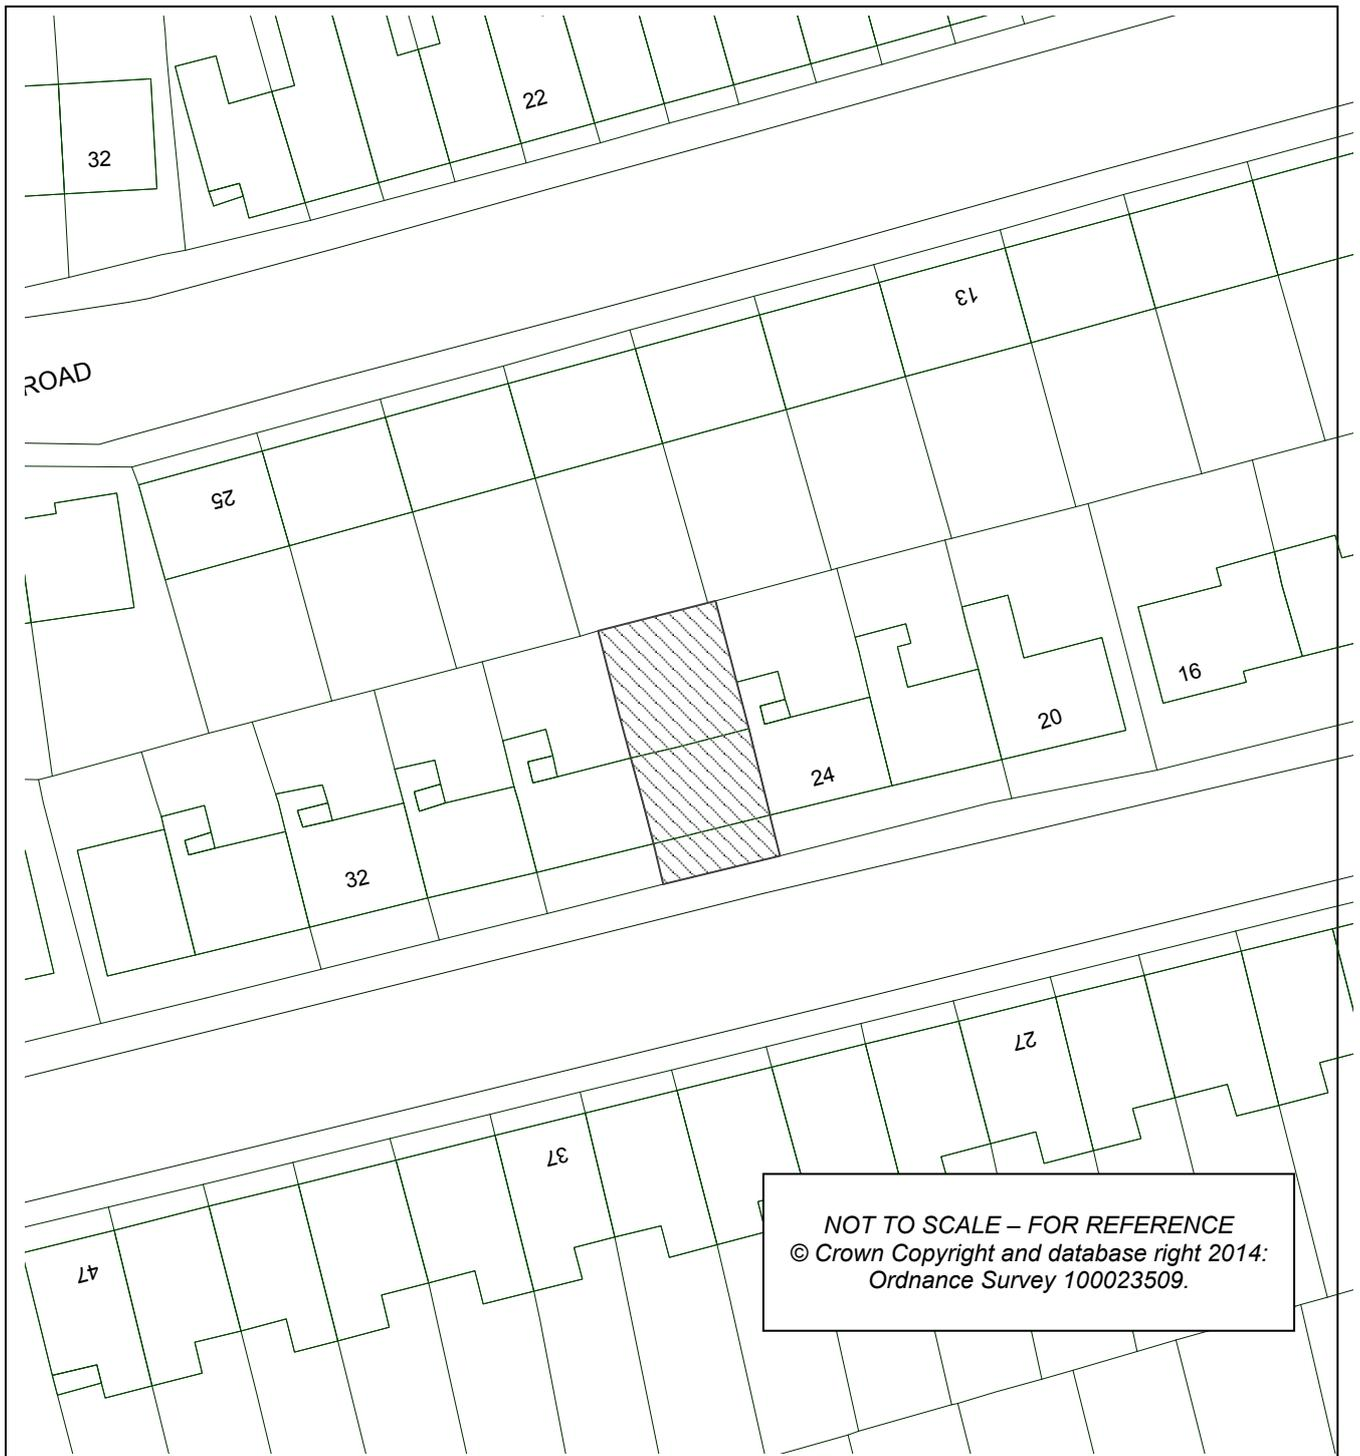 22
32
13
ROAD
25
16
20
24
32
27
37
NOT TO SCALE – FOR REFERENCE
© Crown Copyright and database right 2014:
Ordnance Survey 100023509.
47